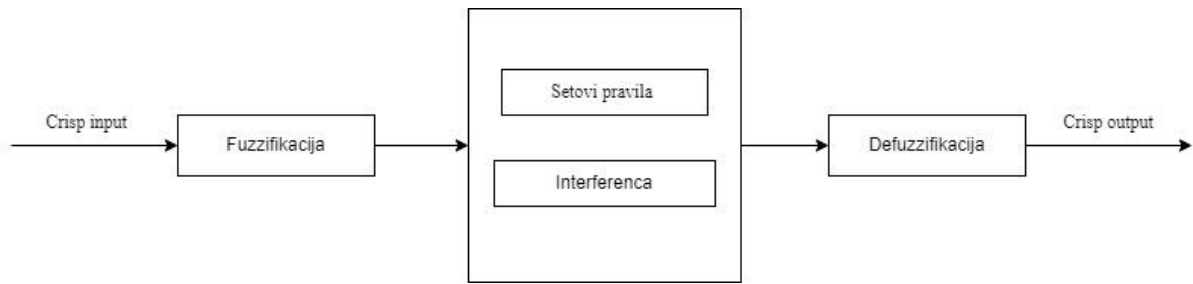 Crisp input
Fuzzifikacija
Setovi pravila
Interferenca
Defuzzifikacija
Crisp output